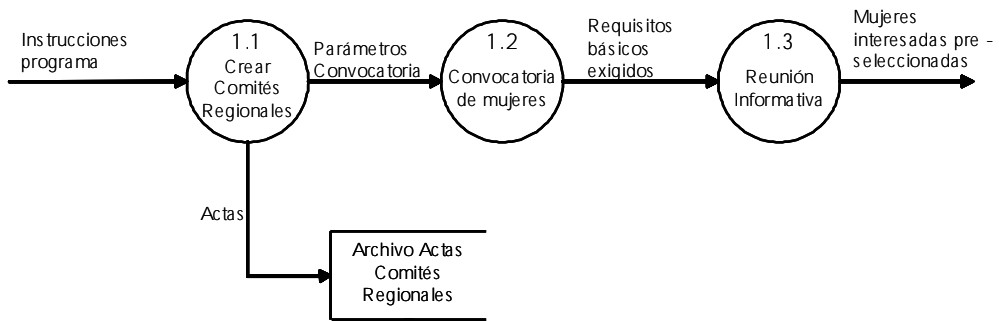 Instrucciones
programa
1.1
Crear
Comités
Regionales
Parámetros
Convocatoria
1.2
Convocatoria
de mujeres
Requisitos
básicos
exigidos
1.3
Reunión
Informativa
Mujeres
interesadas pre -
seleccionadas
Actas
Archivo Actas
Comités
Regionales